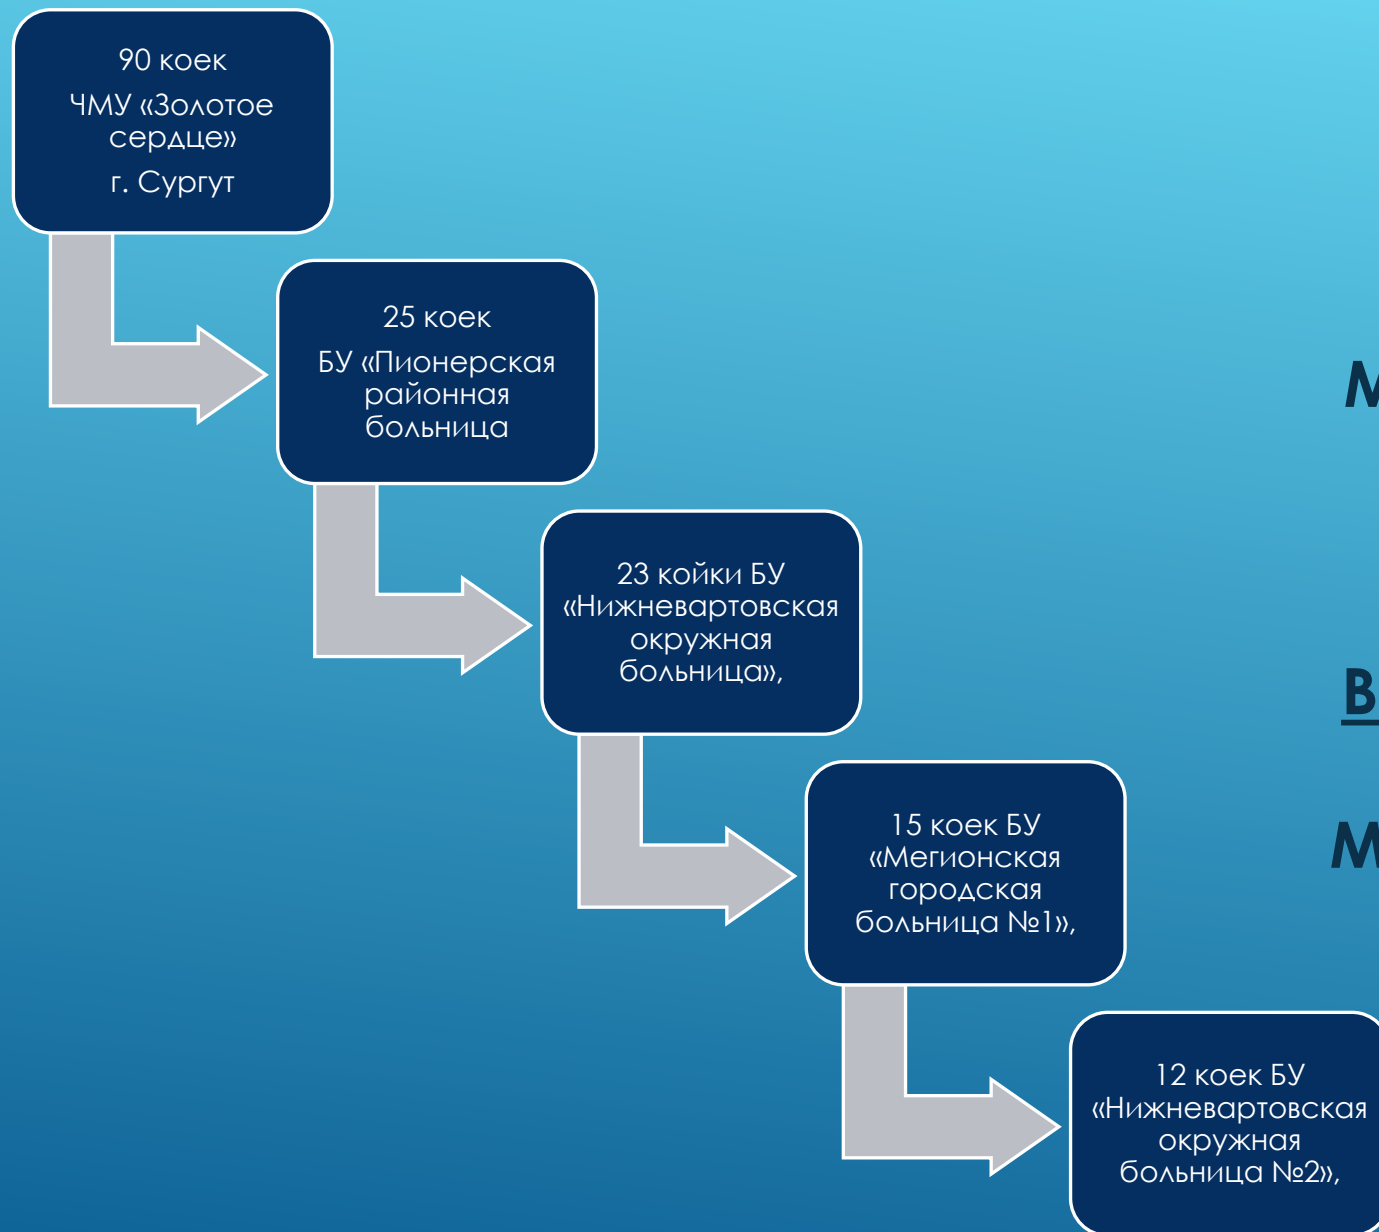 90 коек
ЧМУ «Золотое
сердце»
г. Сургут
25 коек
БУ «Пионерская
районная
больница
М
23 койки БУ
«Нижневартовская
окружная
больница»,
В
15 коек БУ
«Мегионская
городская
больница №1»,
М
12 коек БУ
«Нижневартовская
окружная
больница №2»,